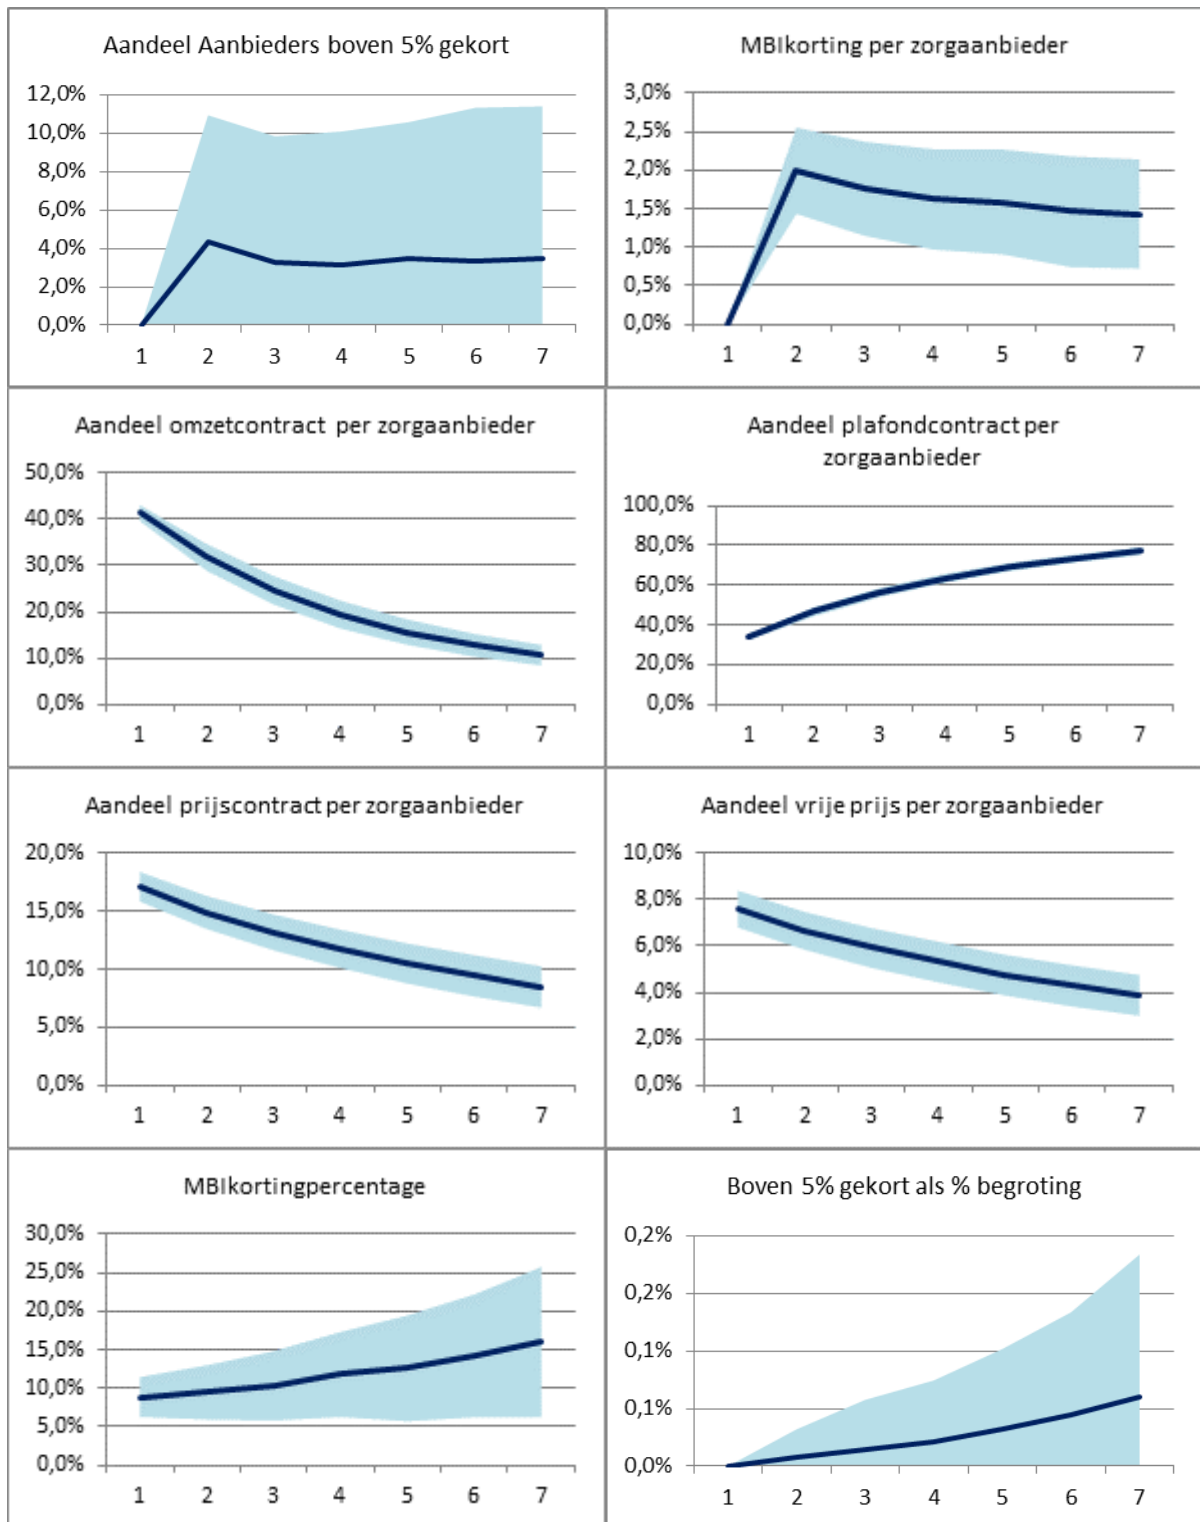 Aandeel Aanbieders boven 5% gekort
12,0%
10,0%
8,0%
6,0%
4,0%
2,0%
0,0%
1 2 3 4 5 6 7
MBIkorting per zorgaanbieder
3,0%
2,5%
2,0%
1,5%
1,0%
0,5%
0,0%
1 2 3 4 5 6 7
Aandeel omzetcontract per zorgaanbieder
50,0%
40,0%
30,0%
20,0%
10,0%
0,0%
1 2 3 4 5 6 7
Aandeel plafondcontract per
zorgaanbieder
100,0%
80,0%
60,0%
40,0%
20,0%
0,0%
1 2 3 4 5 6 7
Aandeel prijscontract per zorgaanbieder
20,0%
15,0%
10,0%
5,0%
0,0%
1 2 3 4 5 6 7
Aandeel vrije prijs per zorgaanbieder
10,0%
8,0%
6,0%
4,0%
2,0%
0,0%
1 2 3 4 5 6 7
MBIkortingpercentage
30,0%
25,0%
20,0%
15,0%
10,0%
5,0%
0,0%
1 2 3 4 5 6 7
Boven 5% gekort als % begroting
0,2%
0,2%
0,1%
0,1%
0,0%
1 2 3 4 5 6 7